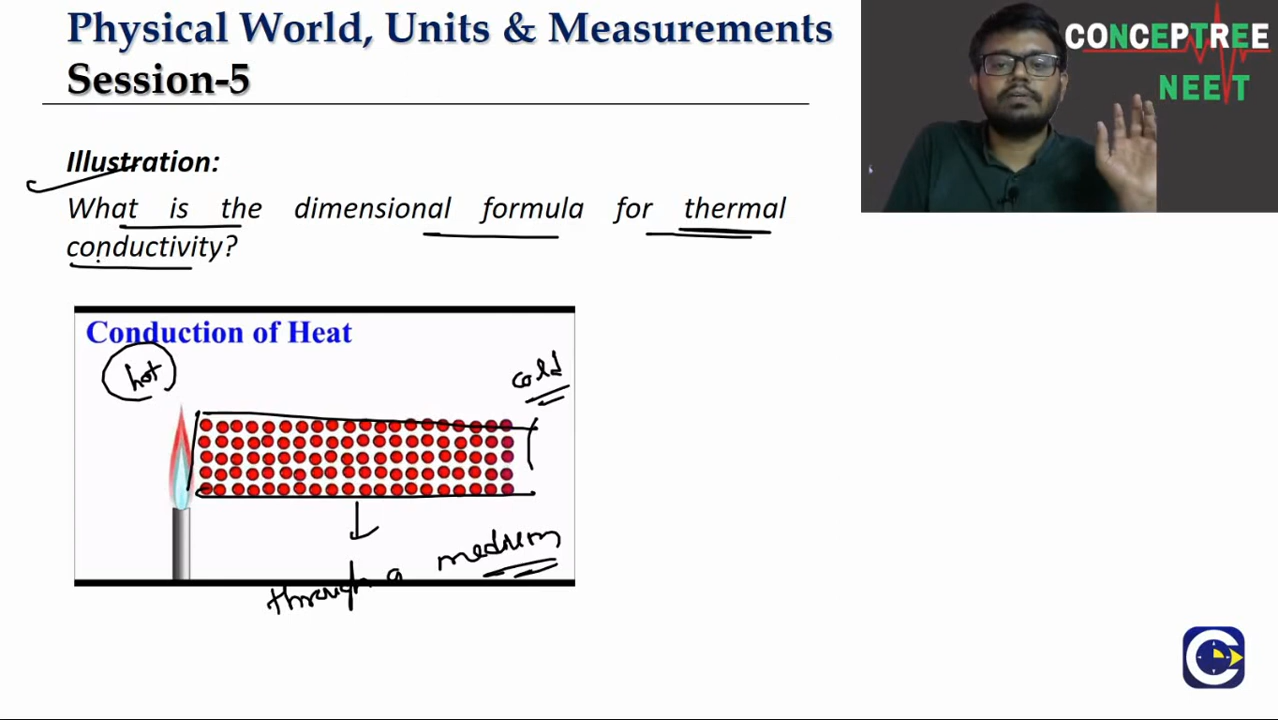 Physical World, Units & Measurements
Session-5
CONCEPTREE
NEET
Illustration:
What is the dimensional formula for thermal
conductivity?
Conduction of Heat
hot
cold
through a medium